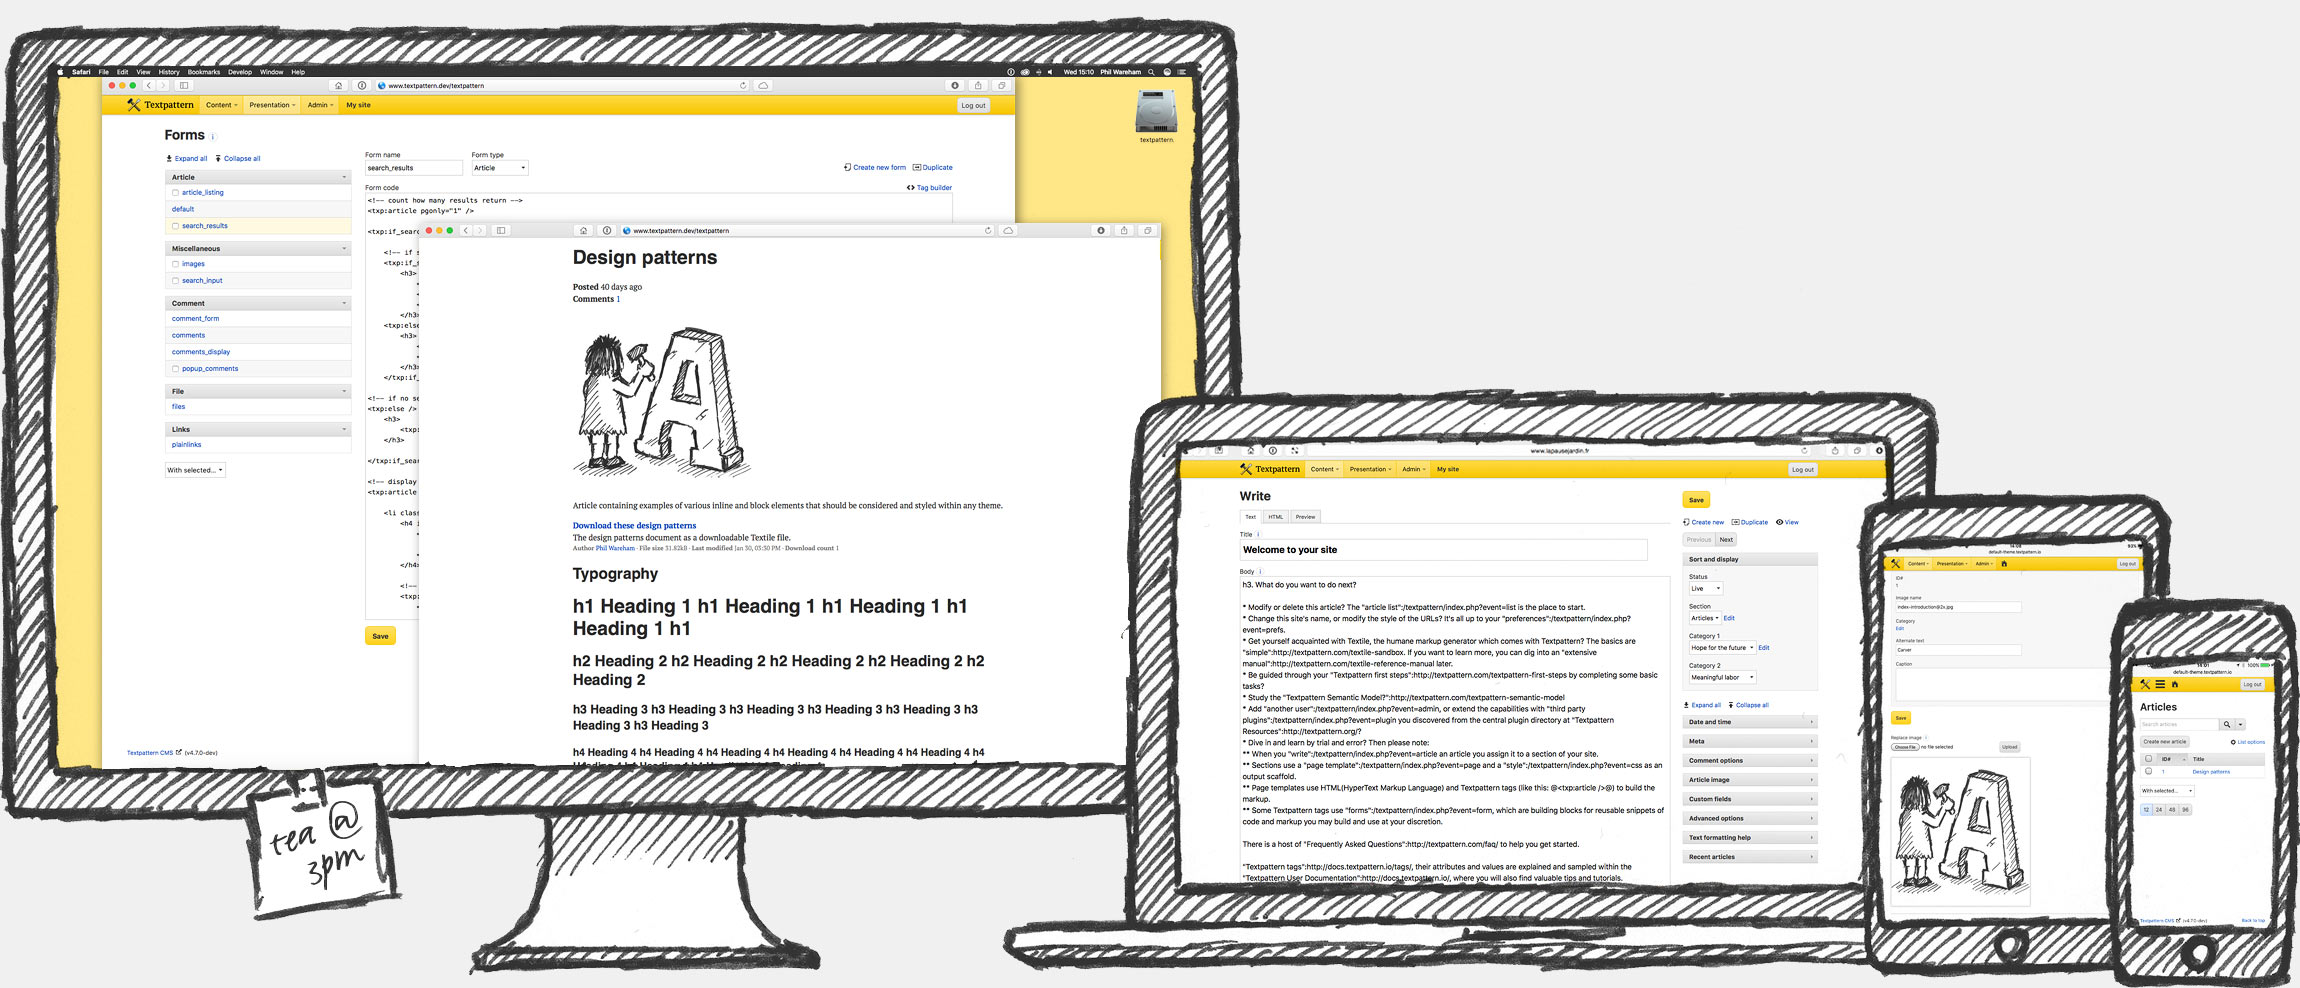 Safari File Edit View History Bookmarks Develop Window Help
Wed 15:10 Phil Wareham
www.textpattern.dev/textpattern
Textpattern Content Presentation Admin My site
Log out
textpattern
Forms
Expand all Collapse all
Article
article_listing
default
search_results
Miscellaneous
images
search_input
Comment
comment_form
comments
comments_display
popup_comments
File
files
Links
plainlinks
With selected...
Form name
search_results
Form type
Article
Create new form Duplicate
Form code
Tag builder
<!-- count how many results return -->
<txp:article pgonly="1" />
<txp:if_sear
<!-- if s
<txp:if_s
<h3>
</h3>
<txp:else
<h3>
</h3>
</txp:if_
<!-- if no se
<txp:else />
<h3>
<txp:
</h3>
</txp:if_sear
<!-- display
<txp:article
<li class
<h4 i
</h4>
<!--
<txp:
Save
Textpattern CMS (v4.7.0-dev)
www.textpattern.dev/textpattern
Design patterns
Posted 40 days ago
Comments 1
A
Article containing examples of various inline and block elements that should be considered and styled within any theme.
Download these design patterns
The design patterns document as a downloadable Textile file.
Author Phil Wareham · File size 31.82kB · Last modified Jan 30, 03:50 PM · Download count 1
Typography
h1 Heading 1 h1 Heading 1 h1 Heading 1 h1
Heading 1 h1
h2 Heading 2 h2 Heading 2 h2 Heading 2 h2 Heading 2 h2
Heading 2
h3 Heading 3 h3 Heading 3 h3 Heading 3 h3 Heading 3 h3 Heading 3 h3
Heading 3 h3 Heading 3
h4 Heading 4 h4 Heading 4 h4 Heading 4 h4 Heading 4 h4 Heading 4 h4 Heading 4 h4
tea @
3pm
www.lapausejardin.fr
Textpattern Content Presentation Admin My site
Log out
Write
Text HTML Preview
Title
Welcome to your site
Body
h3. What do you want to do next?
* Modify or delete this article? The "article list":/textpattern/index.php?event=list is the place to start.
* Change this site's name, or modify the style of the URLs? It's all up to your "preferences":/textpattern/index.php?
event=prefs.
* Get yourself acquainted with Textile, the humane markup generator which comes with Textpattern? The basics are
"simple":http://textpattern.com/textile-sandbox. If you want to learn more, you can dig into an "extensive
manual":http://textpattern.com/textile-reference-manual later.
* Be guided through your "Textpattern first steps":http://textpattern.com/textpattern-first-steps by completing some basic
tasks?
* Study the "Textpattern Semantic Model?":http://textpattern.com/textpattern-semantic-model
* Add "another user":/textpattern/index.php?event=admin, or extend the capabilities with "third party
plugins":/textpattern/index.php?event=plugin you discovered from the central plugin directory at "Textpattern
Resources":http://textpattern.org/?
* Dive in and learn by trial and error? Then please note:
** When you "write":/textpattern/index.php?event=article an article you assign it to a section of your site.
** Sections use a "page template":/textpattern/index.php?event=page and a "style":/textpattern/index.php?event=css as an
output scaffold.
** Page templates use HTML(HyperText Markup Language) and Textpattern tags (like this: @<txp:article />@) to build the
markup.
** Some Textpattern tags use "forms":/textpattern/index.php?event=form, which are building blocks for reusable snippets of
code and markup you may build and use at your discretion.
There is a host of "Frequently Asked Questions":http://textpattern.com/faq/ to help you get started.
"Textpattern tags":http://docs.textpattern.io/tags/, their attributes and values are explained and sampled within the
"Textpattern User Documentation":http://docs.textpattern.io/, where you will also find valuable tips and tutorials.
Save
Create new Duplicate View
Previous Next
Sort and display
Status
Live
Section
Articles Edit
Category 1
Hope for the future Edit
Category 2
Meaningful labor
Expand all Collapse all
Date and time
Meta
Comment options
Article image
Custom fields
Advanced options
Text formatting help
Recent articles
93%
default-theme.textpattern.io
Content Presentation Admin
Log out
ID#
1
Image name
index-introduction@2x.jpg
Category
Edit
Alternate text
Carver
Caption
Save
Replace image
Choose File no file selected
Upload
A
14:01 100%
default-theme.textpattern.io
Log out
Articles
Search articles
Create new article
List options
ID# Title
1 Design patterns
With selected...
12 24 48 96
Textpattern CMS (v4.7.0-dev)
Back to top